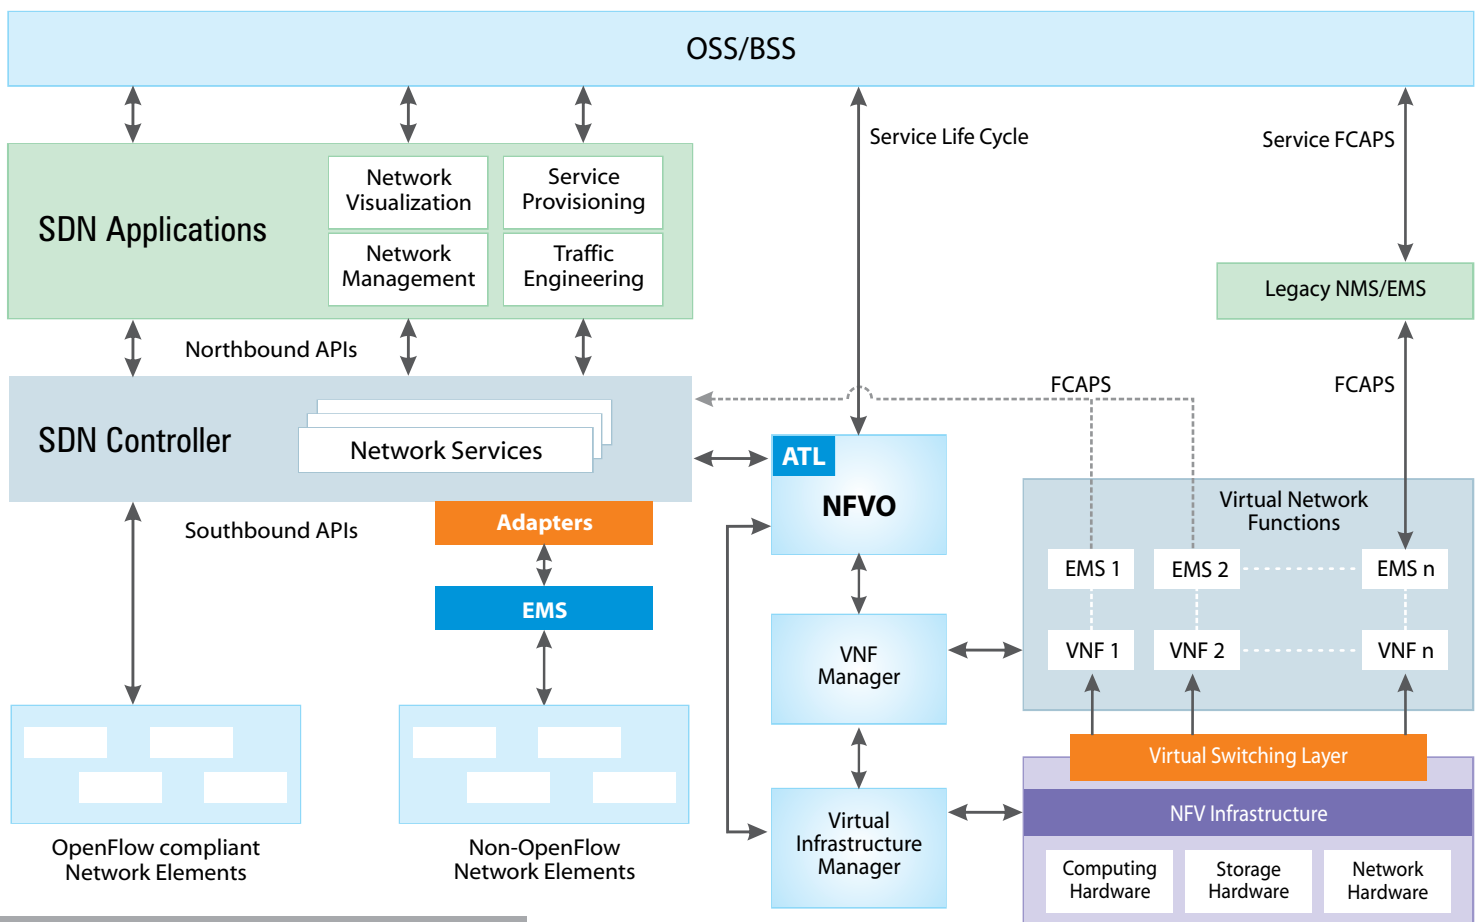 OSS/BSS
Service Life Cycle
Service FCAPS
SDN Applications
Network
Visualization
Service
Provisioning
Network
Management
Traffic
Engineering
Legacy NMS/EMS
Northbound APIs
FCAPS
FCAPS
SDN Controller
Network Services
ATL
NFVO
Southbound APIs
Adapters
EMS
Virtual Network
Functions
EMS 1
EMS 2
EMS n
VNF 1
VNF 2
VNF n
VNF
Manager
Virtual Switching Layer
NFV Infrastructure
Virtual
Infrastructure
Manager
Computing
Hardware
Storage
Hardware
Network
Hardware
OpenFlow compliant
Network Elements
Non-OpenFlow
Network Elements